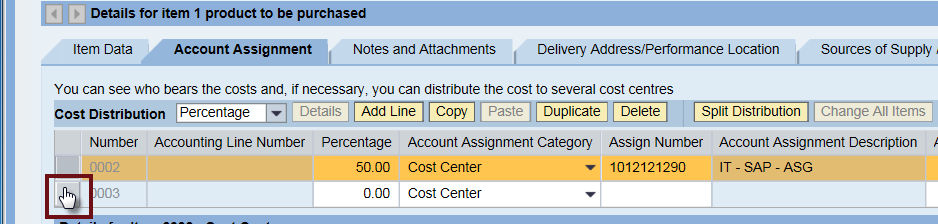 Details for item 1 product to be purchased
Item Data Account Assignment Notes and Attachments Delivery Address/Performance Location Sources of Supply
You can see who bears the costs and, if necessary, you can distribute the cost to several cost centres
Cost Distribution Percentage Details Add Line Copy Paste Duplicate Delete Split Distribution Change All Items
Number Accounting Line Number Percentage Account Assignment Category Assign Number Account Assignment Description
0002 50.00 Cost Center 1012121290 IT - SAP - ASG
0003 0.00 Cost Center